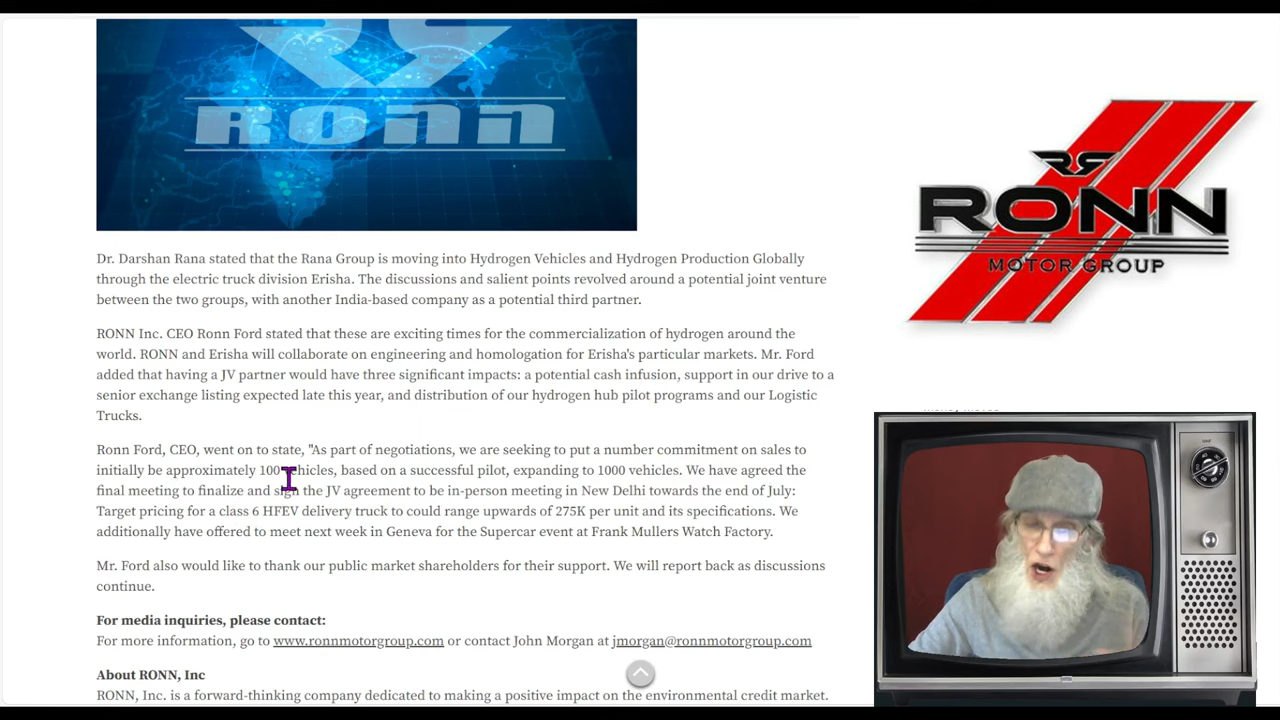 RONN
Dr. Darshan Rana stated that the Rana Group is moving into Hydrogen Vehicles and Hydrogen Production Globally
through the electric truck division Erisha. The discussions and salient points revolved around a potential joint venture
between the two groups, with another India-based company as a potential third partner.
RONN Inc. CEO Ronn Ford stated that these are exciting times for the commercialization of hydrogen around the
world. RONN and Erisha will collaborate on engineering and homologation for Erisha's particular markets. Mr. Ford
added that having a JV partner would have three significant impacts: a potential cash infusion, support in our drive to a
senior exchange listing expected late this year, and distribution of our hydrogen hub pilot programs and our Logistic
Trucks.
Ronn Ford, CEO, went on to state, "As part of negotiations, we are seeking to put a number commitment on sales to
initially be approximately 100 vehicles, based on a successful pilot, expanding to 1000 vehicles. We have agreed the
final meeting to finalize and sign the JV agreement to be in-person meeting in New Delhi towards the end of July:
Target pricing for a class 6 HFEV delivery truck to could range upwards of 275K per unit and its specifications. We
additionally have offered to meet next week in Geneva for the Supercar event at Frank Mullers Watch Factory.
Mr. Ford also would like to thank our public market shareholders for their support. We will report back as discussions
continue.
For media inquiries, please contact:
For more information, go to www.ronnmotorgroup.com or contact John Morgan at jmorgan@ronnmotorgroup.com
About RONN, Inc
RONN, Inc. is a forward-thinking company dedicated to making a positive impact on the environmental credit market.
RONN
MOTOR GROUP